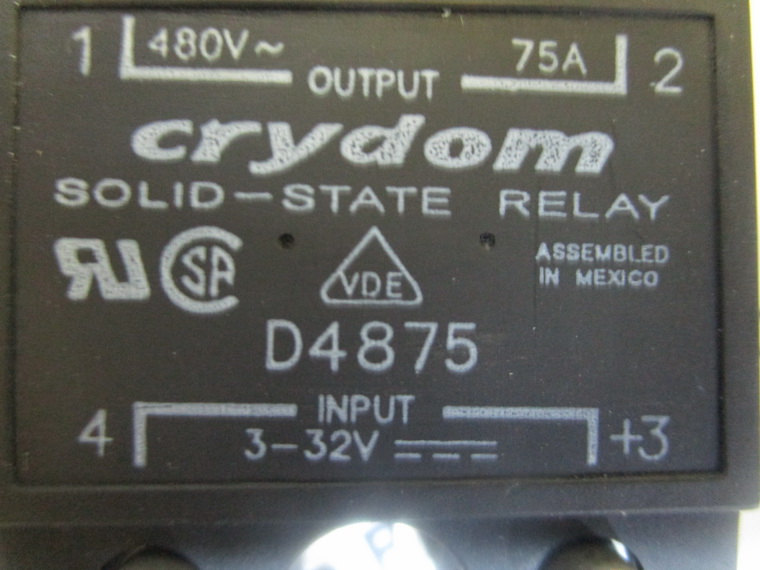 1 480V~ 75A 2
OUTPUT
crydom
SOLID-STATE RELAY
RU CSA VDE ASSEMBLED
IN MEXICO
D4875
INPUT
4 3-32V ⎓ +3